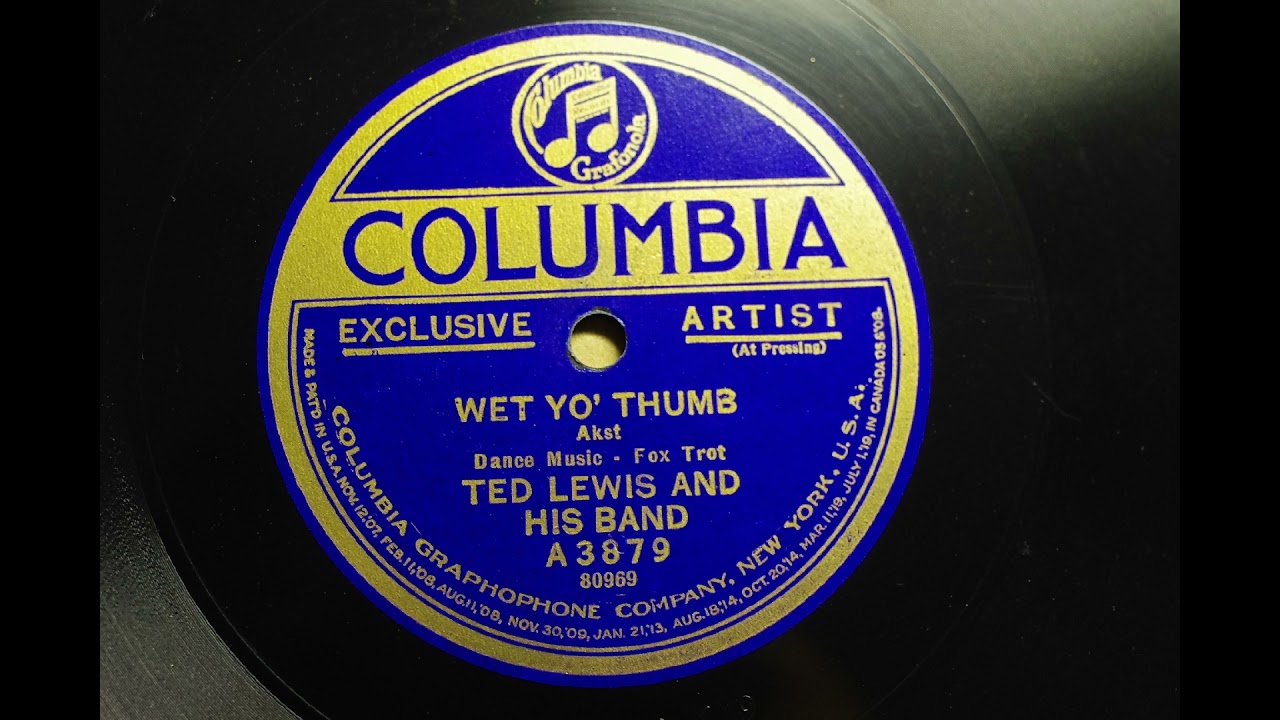 Columbia
Grafonola
COLUMBIA
EXCLUSIVE ARTIST
(At Pressing)
WET YO' THUMB
Akst
Dance Music - Fox Trot
TED LEWIS AND
HIS BAND
A3879
80969
COLUMBIA GRAPHOPHONE COMPANY, NEW YORK, U.S.A.
MADE & PAT'D IN U.S.A. NOV.12,'07, FEB.11,'08, AUG.11,'08, NOV.30,'09, JAN.21,'13, AUG.18,'14, OCT.20,'14, MAR.11,'19, JULY 1,'19, IN CANADA DE 6'08.